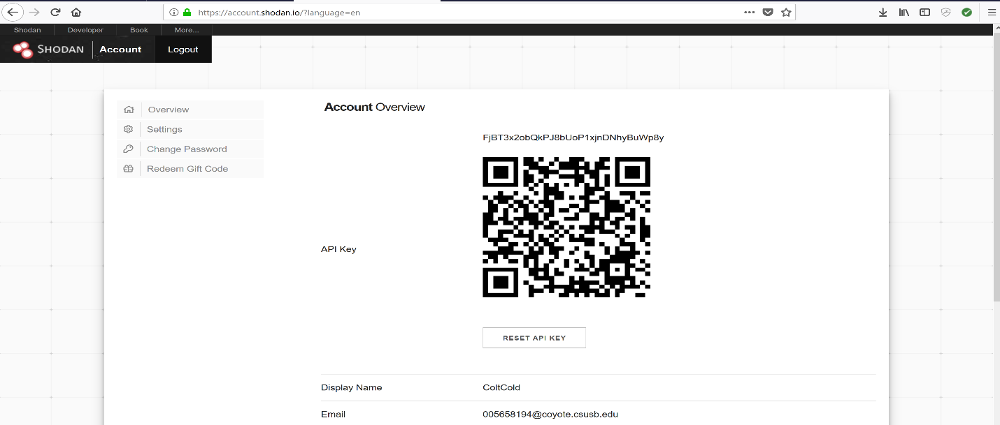 https://account.shodan.io/?language=en
Shodan Developer Book More...
SHODAN Account Logout
Overview
Settings
Change Password
Redeem Gift Code
Account Overview
FjBT3x2obQkPJ8bUoP1xjnDNhyBuWp8y
API Key
RESET API KEY
Display Name ColtCold
Email 005658194@coyote.csusb.edu